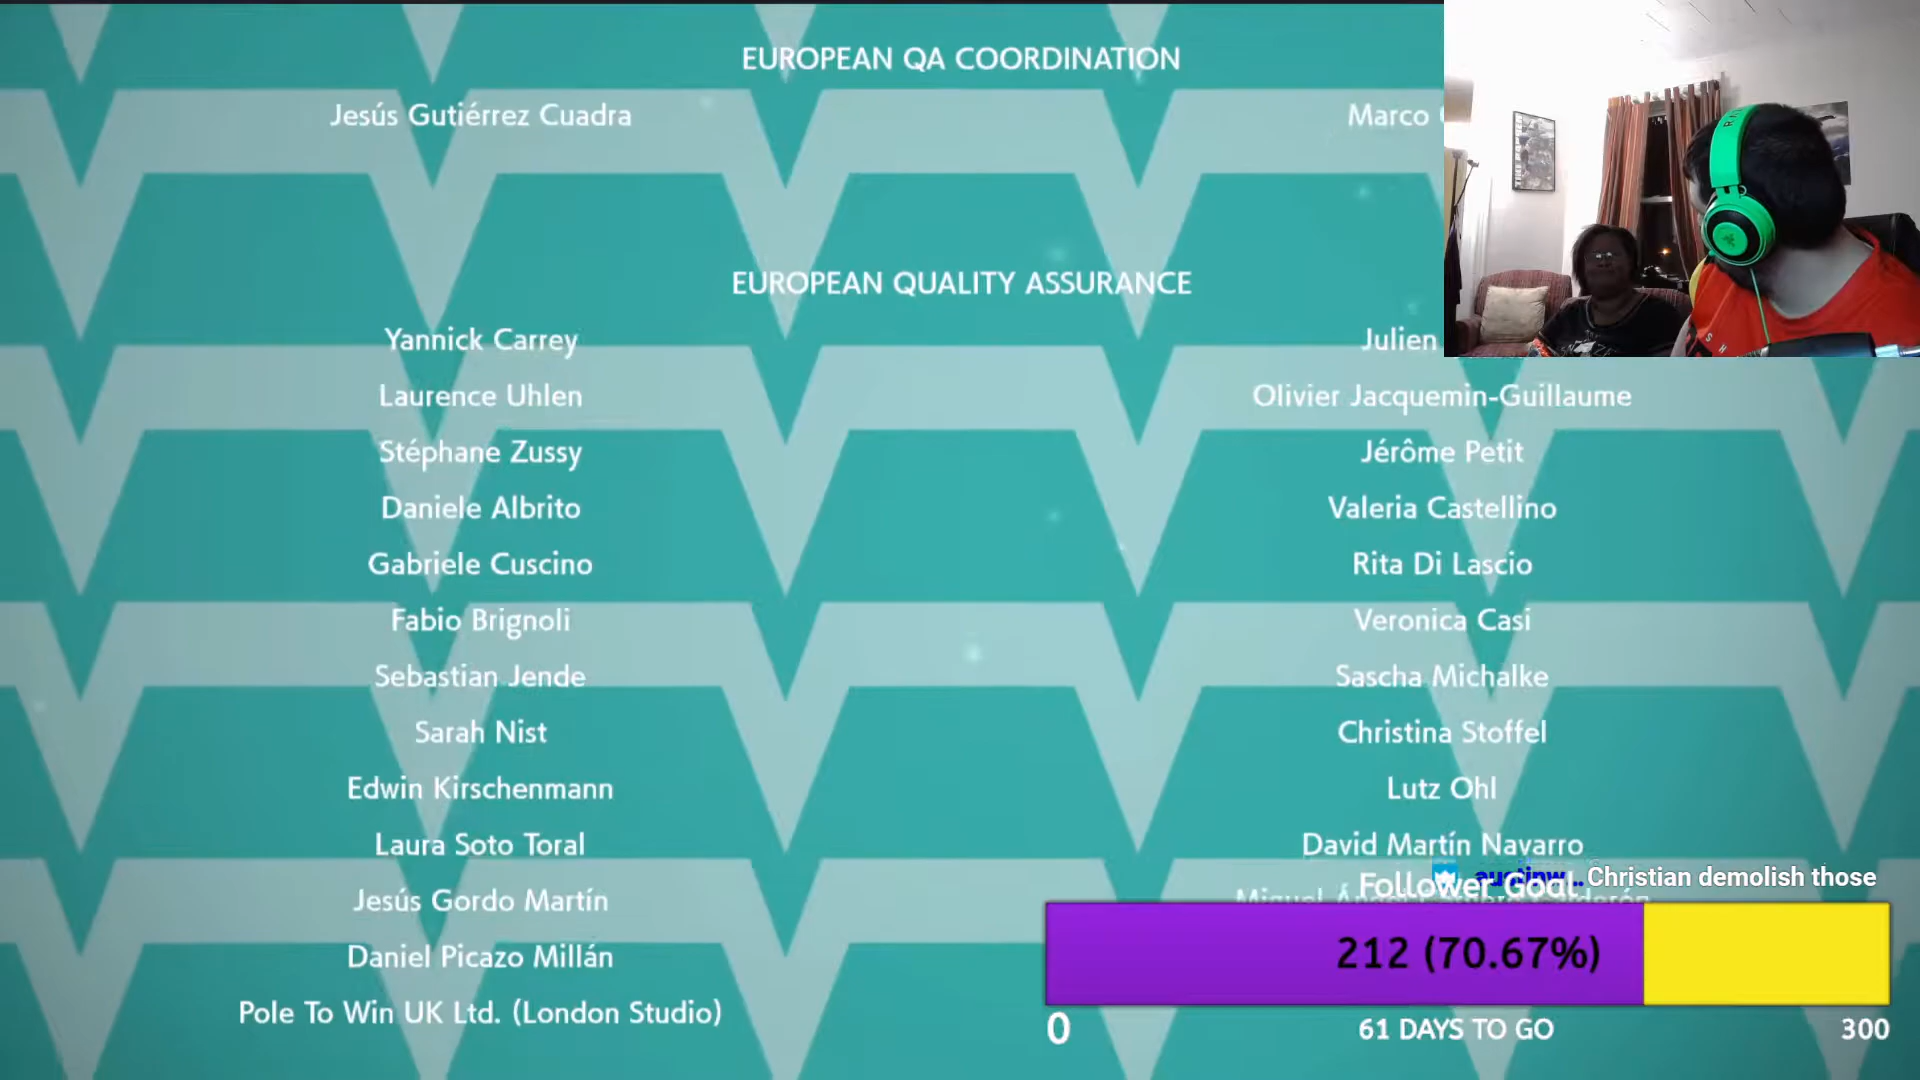 EUROPEAN QA COORDINATION
Jesús Gutiérrez Cuadra
Marco
EUROPEAN QUALITY ASSURANCE
Yannick Carrey
Julien
Laurence Uhlen
Olivier Jacquemin-Guillaume
Stéphane Zussy
Jérôme Petit
Daniele Albrito
Valeria Castellino
Gabriele Cuscino
Rita Di Lascio
Fabio Brignoli
Veronica Casi
Sebastian Jende
Sascha Michalke
Sarah Nist
Christina Stoffel
Edwin Kirschenmann
Lutz Ohl
Laura Soto Toral
David Martín Navarro
Jesús Gordo Martín
Miguel Ángel
Daniel Picazo Millán
Pole To Win UK Ltd. (London Studio)
austinw... Christian demolish those
Follower Goal
212 (70.67%)
0
61 DAYS TO GO
300